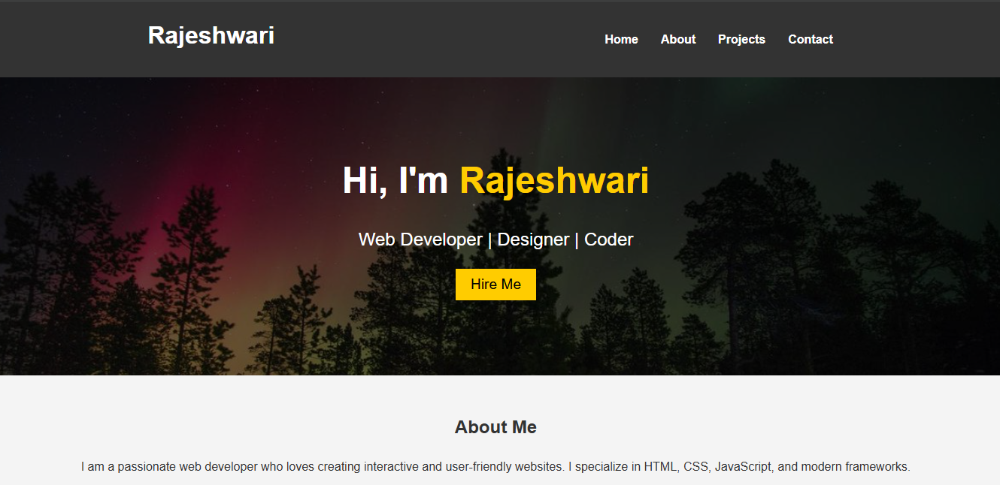 Rajeshwari
Home About Projects Contact
Hi, I'm Rajeshwari
Web Developer | Designer | Coder
Hire Me
About Me
I am a passionate web developer who loves creating interactive and user-friendly websites. I specialize in HTML, CSS, JavaScript, and modern frameworks.